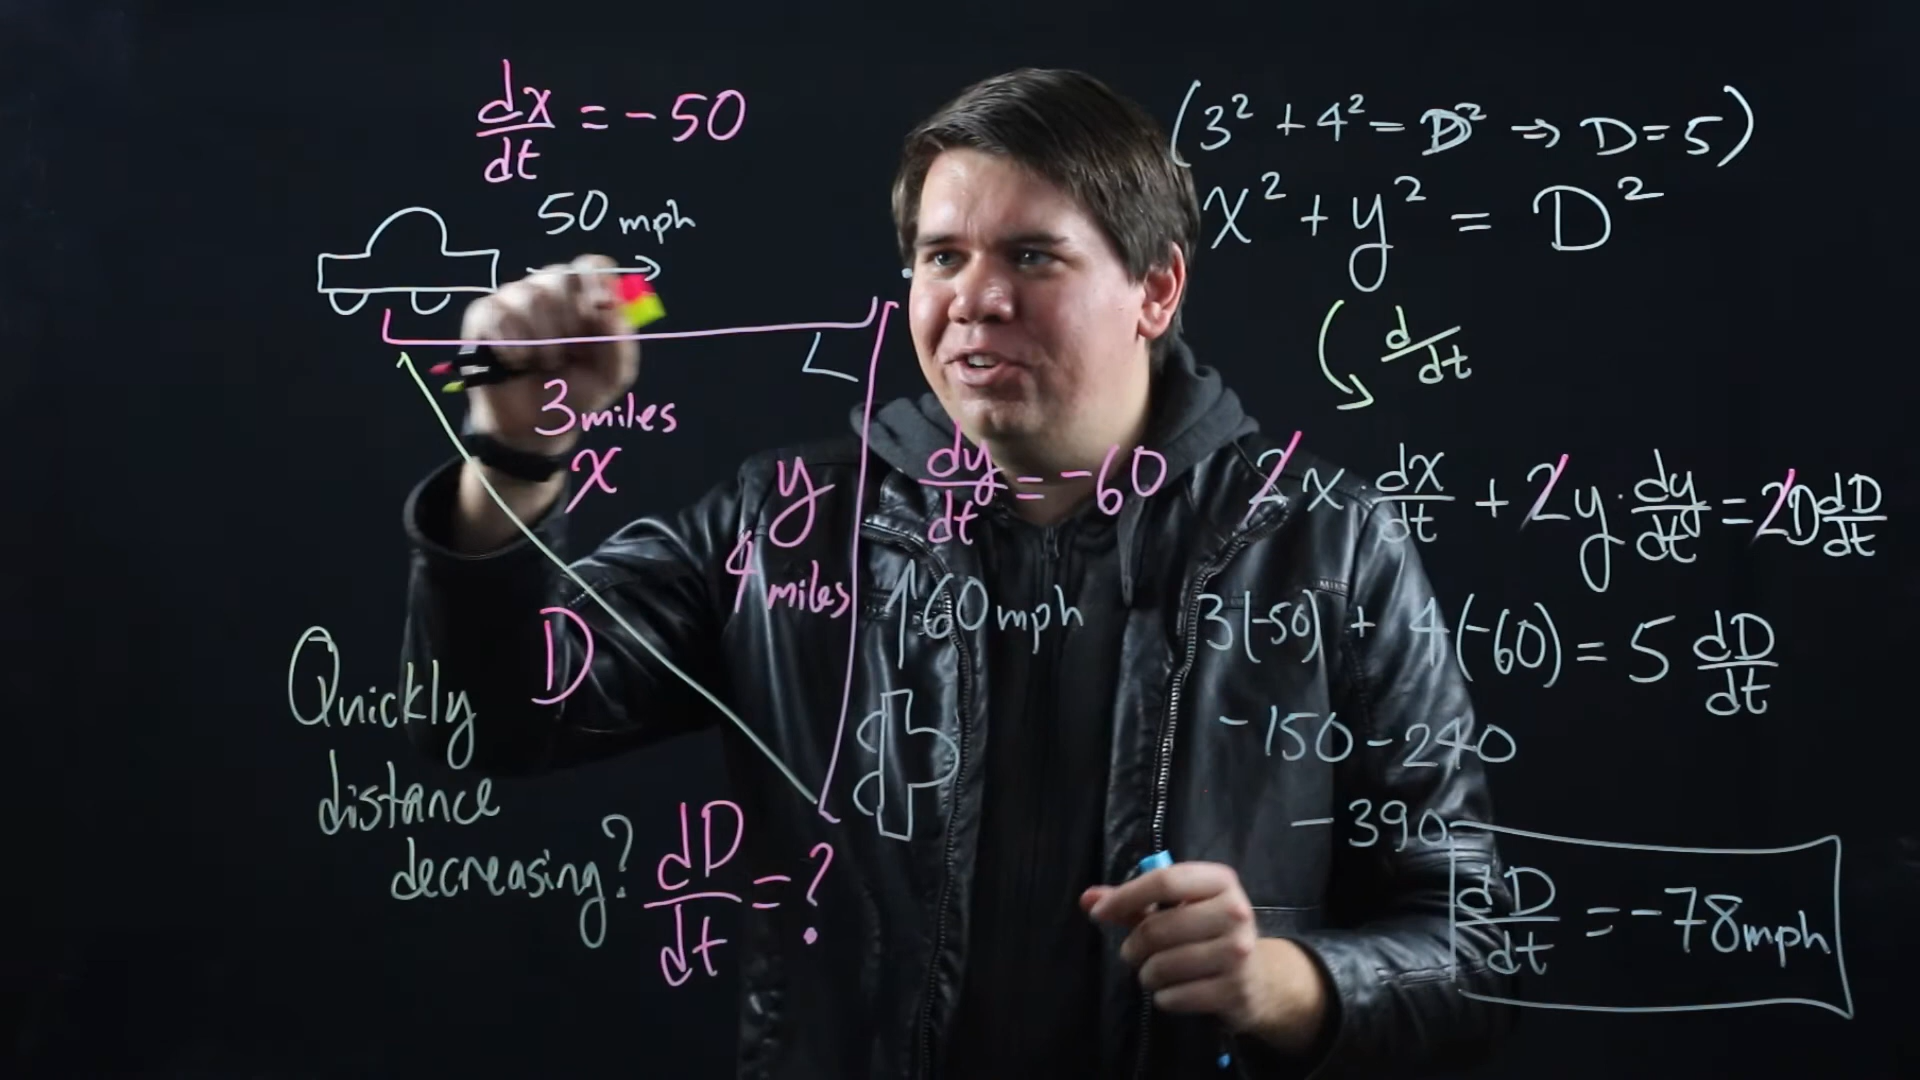 dx/dt = -50
50 mph
3 miles
x
y
4 miles
D
dy/dt = -60
60 mph
Quickly
distance
decreasing?
dD/dt = ?
(3² + 4² = D² ⇒ D = 5)
x² + y² = D²
d/dt
2x · dx/dt + 2y · dy/dt = 2D dD/dt
3(-50) + 4(-60) = 5 dD/dt
-150 - 240
-390
dD/dt = -78 mph